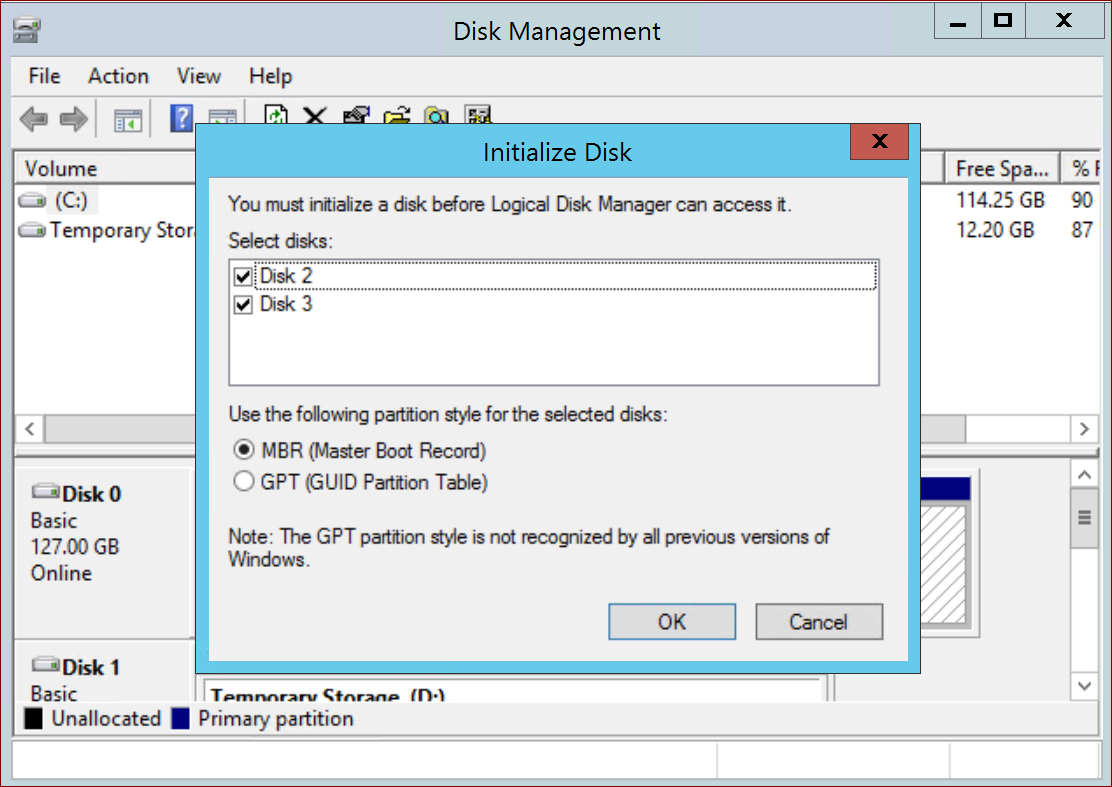 Disk Management
File Action View Help
Volume Free Spa... %
(C:) 114.25 GB 90
Temporary 12.20 GB 87
Initialize Disk
You must initialize a disk before Logical Disk Manager can access it.
Select disks:
Disk 2
Disk 3
Use the following partition style for the selected disks:
MBR (Master Boot Record)
GPT (GUID Partition Table)
Note: The GPT partition style is not recognized by all previous versions of
Windows.
OK Cancel
Disk 0
Basic
127.00 GB
Online
Disk 1
Basic
Temporary Storage (D:)
Unallocated Primary partition